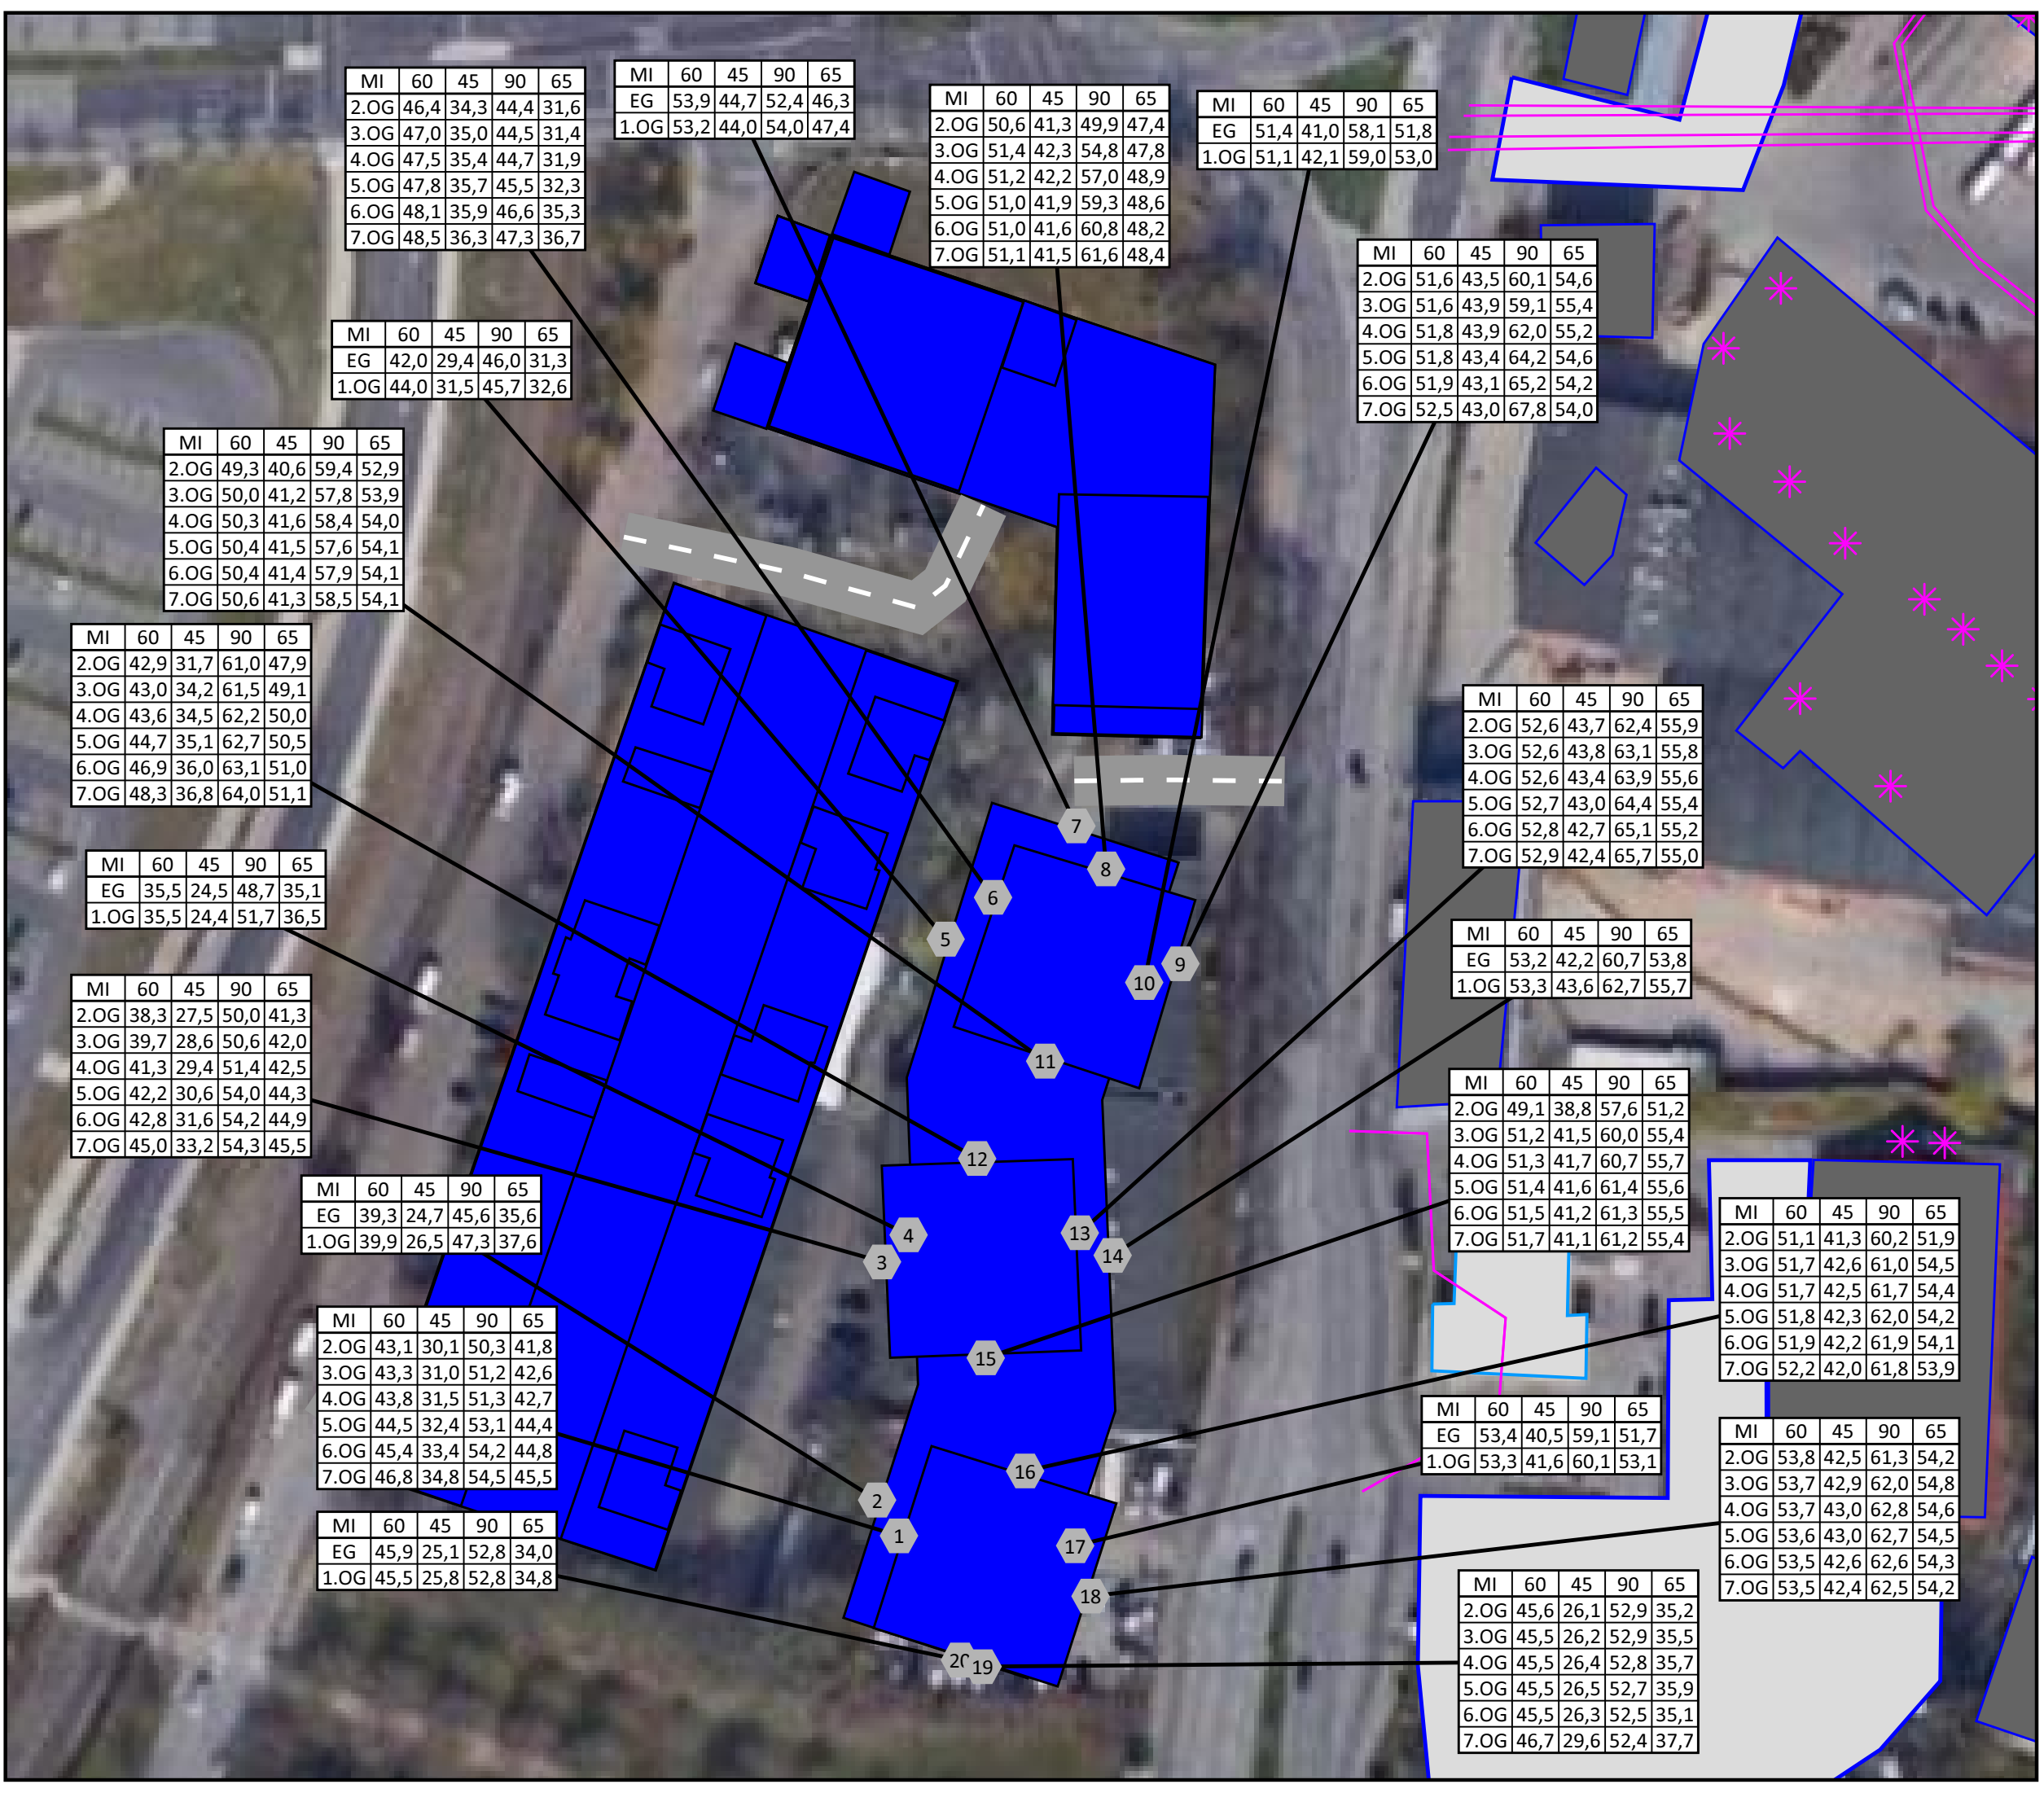 MI 60 45 90 65
2.OG 46,4 34,3 44,4 31,6
3.OG 47,0 35,0 44,5 31,4
4.OG 47,5 35,4 44,7 31,9
5.OG 47,8 35,7 45,5 32,3
6.OG 48,1 35,9 46,6 35,3
7.OG 48,5 36,3 47,3 36,7
MI 60 45 90 65
EG 53,9 44,7 52,4 46,3
1.OG 53,2 44,0 54,0 47,4
MI 60 45 90 65
2.OG 50,6 41,3 49,9 47,4
3.OG 51,4 42,3 54,8 47,8
4.OG 51,2 42,2 57,0 48,9
5.OG 51,0 41,9 59,3 48,6
6.OG 51,0 41,6 60,8 48,2
7.OG 51,1 41,5 61,6 48,4
MI 60 45 90 65
EG 51,4 41,0 58,1 51,8
1.OG 51,1 42,1 59,0 53,0
MI 60 45 90 65
2.OG 51,6 43,5 60,1 54,6
3.OG 51,6 43,9 59,1 55,4
4.OG 51,8 43,9 62,0 55,2
5.OG 51,8 43,4 64,2 54,6
6.OG 51,9 43,1 65,2 54,2
7.OG 52,5 43,0 67,8 54,0
MI 60 45 90 65
EG 42,0 29,4 46,0 31,3
1.OG 44,0 31,5 45,7 32,6
MI 60 45 90 65
2.OG 49,3 40,6 59,4 52,9
3.OG 50,0 41,2 57,8 53,9
4.OG 50,3 41,6 58,4 54,0
5.OG 50,4 41,5 57,6 54,1
6.OG 50,4 41,4 57,9 54,1
7.OG 50,6 41,3 58,5 54,1
MI 60 45 90 65
2.OG 42,9 31,7 61,0 47,9
3.OG 43,0 34,2 61,5 49,1
4.OG 43,6 34,5 62,2 50,0
5.OG 44,7 35,1 62,7 50,5
6.OG 46,9 36,0 63,1 51,0
7.OG 48,3 36,8 64,0 51,1
MI 60 45 90 65
2.OG 52,6 43,7 62,4 55,9
3.OG 52,6 43,8 63,1 55,8
4.OG 52,6 43,4 63,9 55,6
5.OG 52,7 43,0 64,4 55,4
6.OG 52,8 42,7 65,1 55,2
7.OG 52,9 42,4 65,7 55,0
7
8
6
5
9
10
11
MI 60 45 90 65
EG 35,5 24,5 48,7 35,1
1.OG 35,5 24,4 51,7 36,5
MI 60 45 90 65
EG 53,2 42,2 60,7 53,8
1.OG 53,3 43,6 62,7 55,7
MI 60 45 90 65
2.OG 38,3 27,5 50,0 41,3
3.OG 39,7 28,6 50,6 42,0
4.OG 41,3 29,4 51,4 42,5
5.OG 42,2 30,6 54,0 44,3
6.OG 42,8 31,6 54,2 44,9
7.OG 45,0 33,2 54,3 45,5
MI 60 45 90 65
2.OG 49,1 38,8 57,6 51,2
3.OG 51,2 41,5 60,0 55,4
4.OG 51,3 41,7 60,7 55,7
5.OG 51,4 41,6 61,4 55,6
6.OG 51,5 41,2 61,3 55,5
7.OG 51,7 41,1 61,2 55,4
12
4
13
3
14
15
MI 60 45 90 65
EG 39,3 24,7 45,6 35,6
1.OG 39,9 26,5 47,3 37,6
MI 60 45 90 65
2.OG 51,1 41,3 60,2 51,9
3.OG 51,7 42,6 61,0 54,5
4.OG 51,7 42,5 61,7 54,4
5.OG 51,8 42,3 62,0 54,2
6.OG 51,9 42,2 61,9 54,1
7.OG 52,2 42,0 61,8 53,9
MI 60 45 90 65
2.OG 43,1 30,1 50,3 41,8
3.OG 43,3 31,0 51,2 42,6
4.OG 43,8 31,5 51,3 42,7
5.OG 44,5 32,4 53,1 44,4
6.OG 45,4 33,4 54,2 44,8
7.OG 46,8 34,8 54,5 45,5
MI 60 45 90 65
EG 53,4 40,5 59,1 51,7
1.OG 53,3 41,6 60,1 53,1
MI 60 45 90 65
2.OG 53,8 42,5 61,3 54,2
3.OG 53,7 42,9 62,0 54,8
4.OG 53,7 43,0 62,8 54,6
5.OG 53,6 43,0 62,7 54,5
6.OG 53,5 42,6 62,6 54,3
7.OG 53,5 42,4 62,5 54,2
16
2
1
17
18
MI 60 45 90 65
EG 45,9 25,1 52,8 34,0
1.OG 45,5 25,8 52,8 34,8
MI 60 45 90 65
2.OG 45,6 26,1 52,9 35,2
3.OG 45,5 26,2 52,9 35,5
4.OG 45,5 26,4 52,8 35,7
5.OG 45,5 26,5 52,7 35,9
6.OG 45,5 26,3 52,5 35,1
7.OG 46,7 29,6 52,4 37,7
20 19